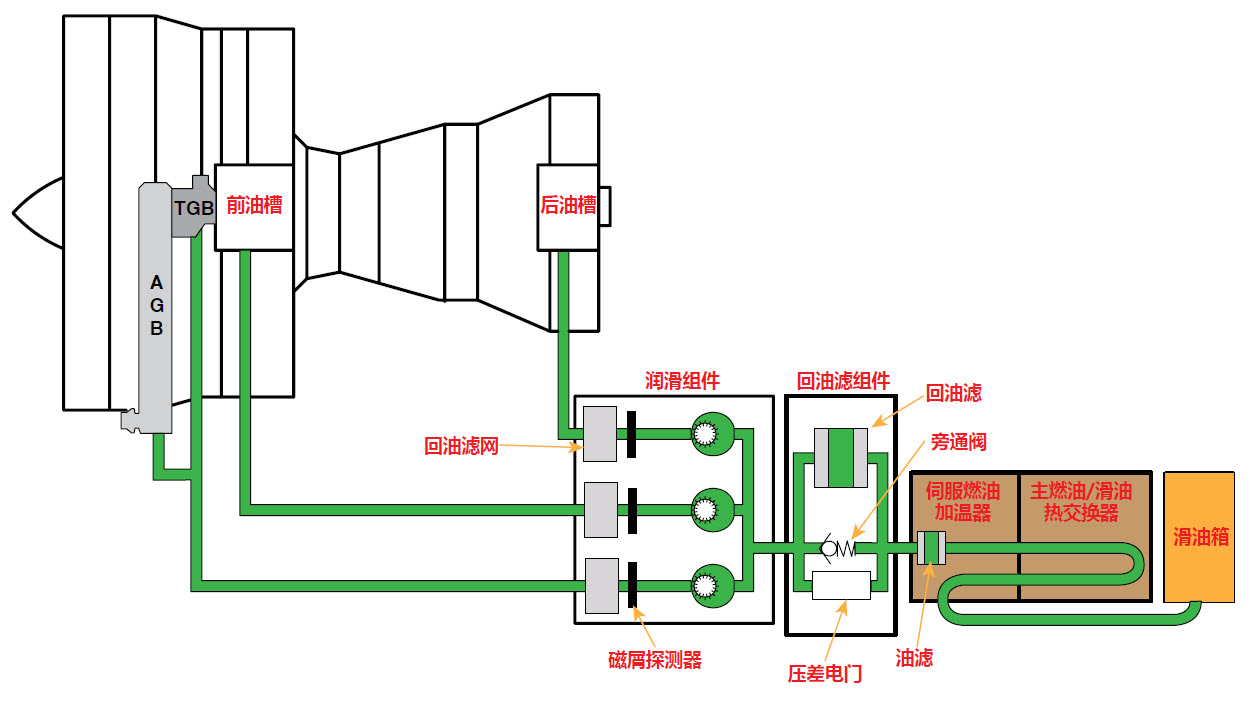 TGB
前油槽
后油槽
A
G
B
润滑组件
回油滤组件
回油滤
回油滤网
旁通阀
伺服燃油
加温器
主燃油/滑油
热交换器
滑油箱
磁屑探测器
压差电门
油滤